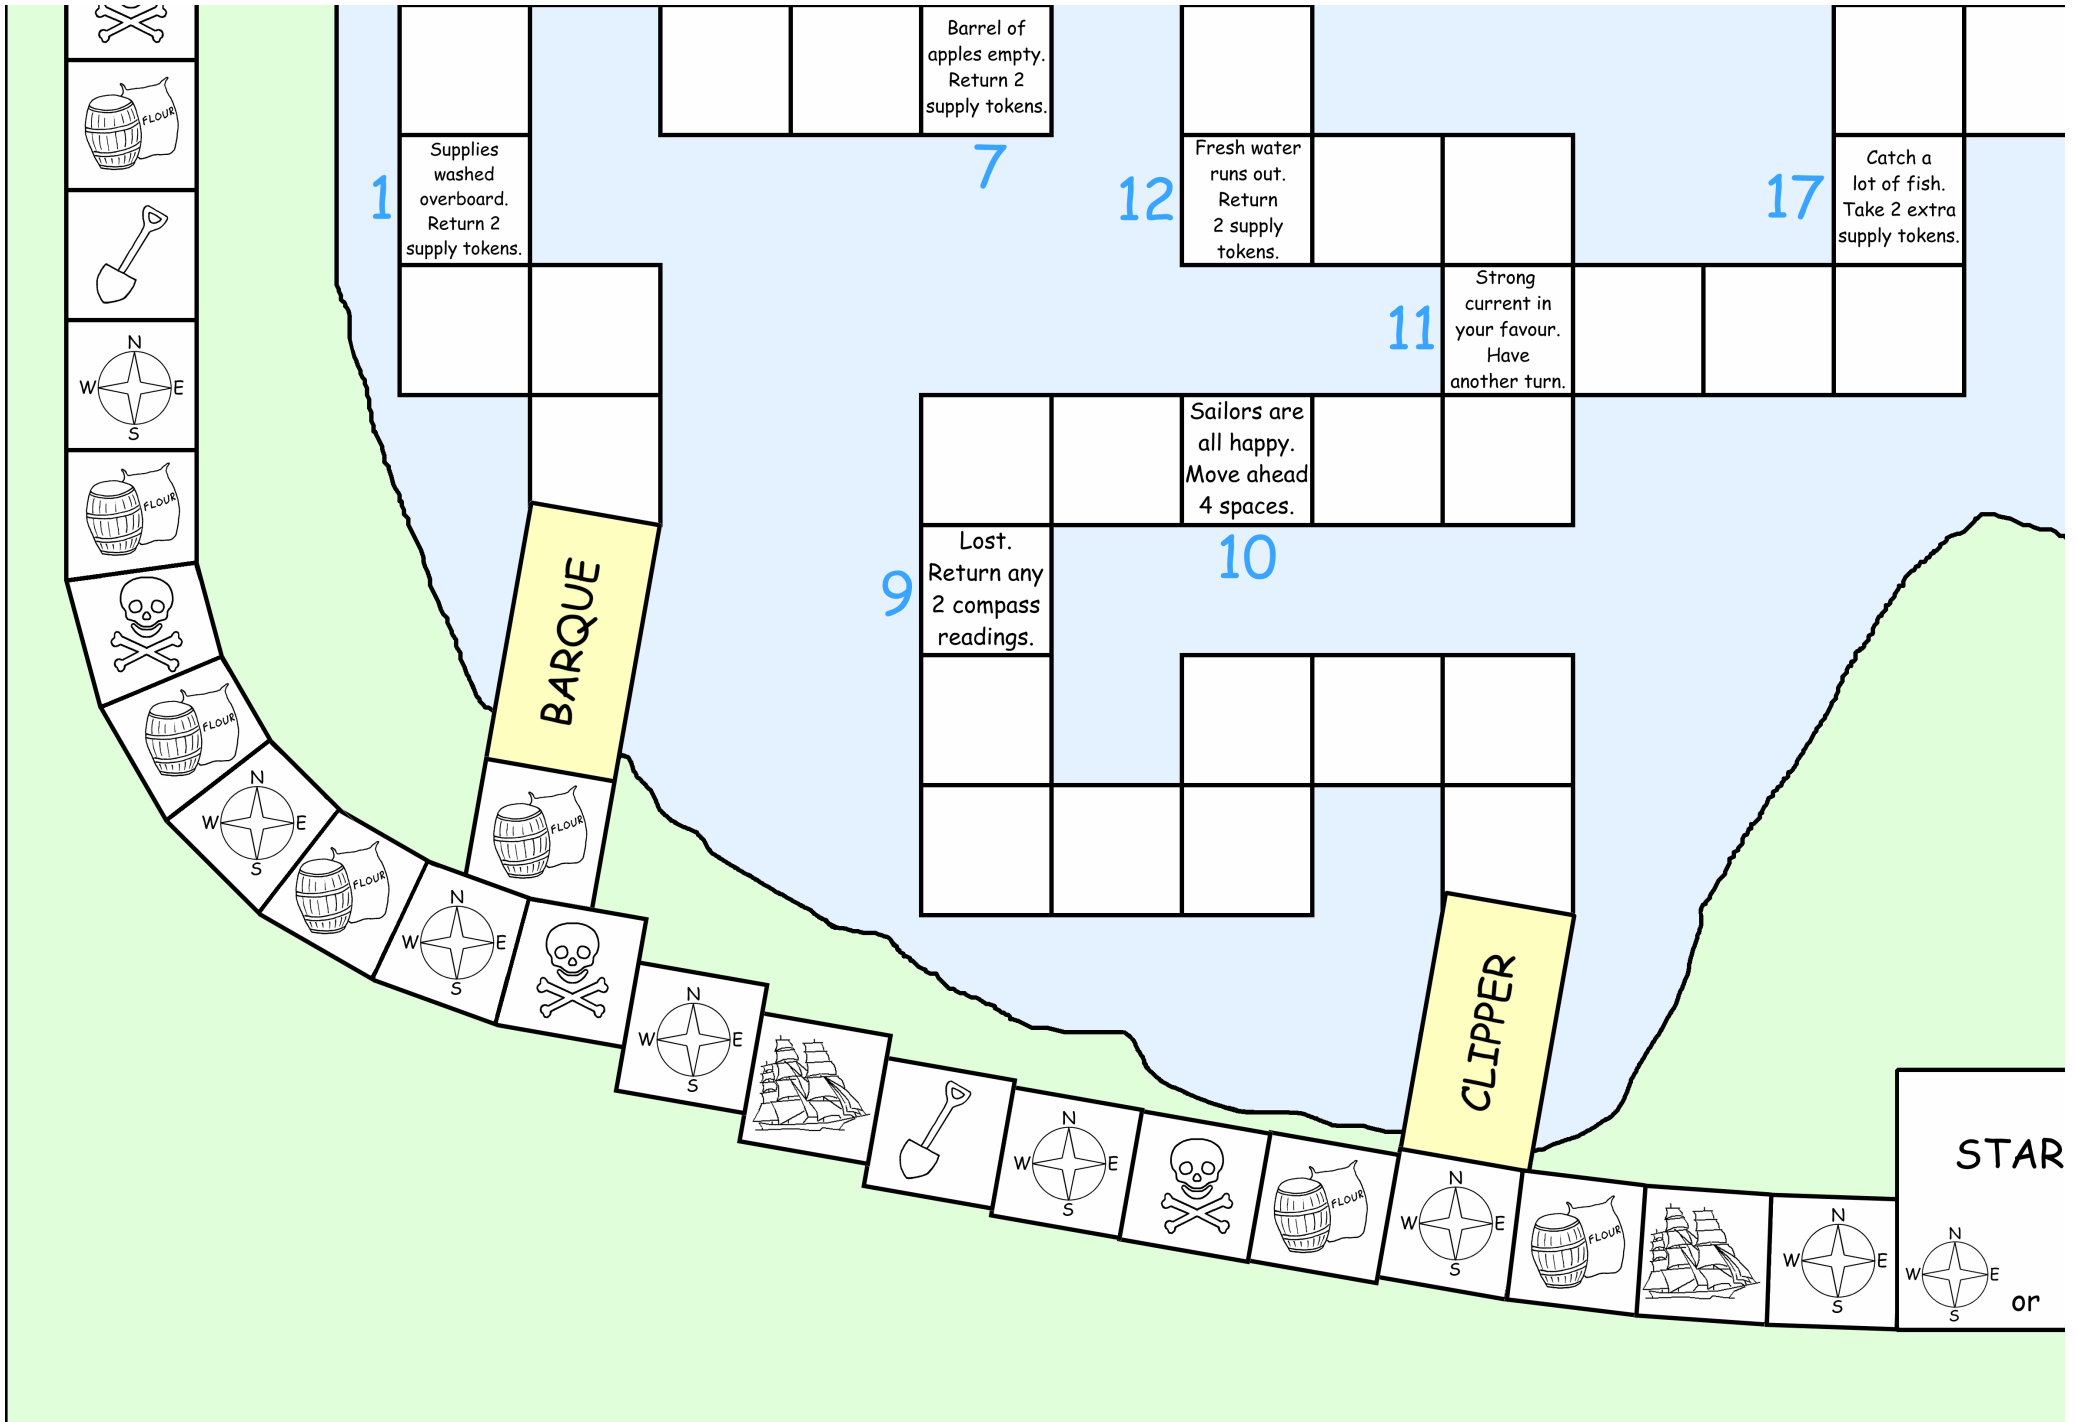 Barrel of
apples empty.
Return 2
supply tokens.
7
FLOUR
Supplies
washed
overboard.
Return 2
supply tokens.
1
Fresh water
runs out.
Return
2 supply
tokens.
12
Catch a
lot of fish.
Take 2 extra
supply tokens.
17
Strong
current in
your favour.
Have
another turn.
11
N
W E
S
Sailors are
all happy.
Move ahead
4 spaces.
10
FLOUR
Lost.
Return any
2 compass
readings.
9
BARQUE
FLOUR
N
W E
S
FLOUR
FLOUR
N
W E
S
N
W E
S
CLIPPER
N
W E
S
FLOUR
N
W E
S
FLOUR
N
W E
S
STAR
N
W E
S
or